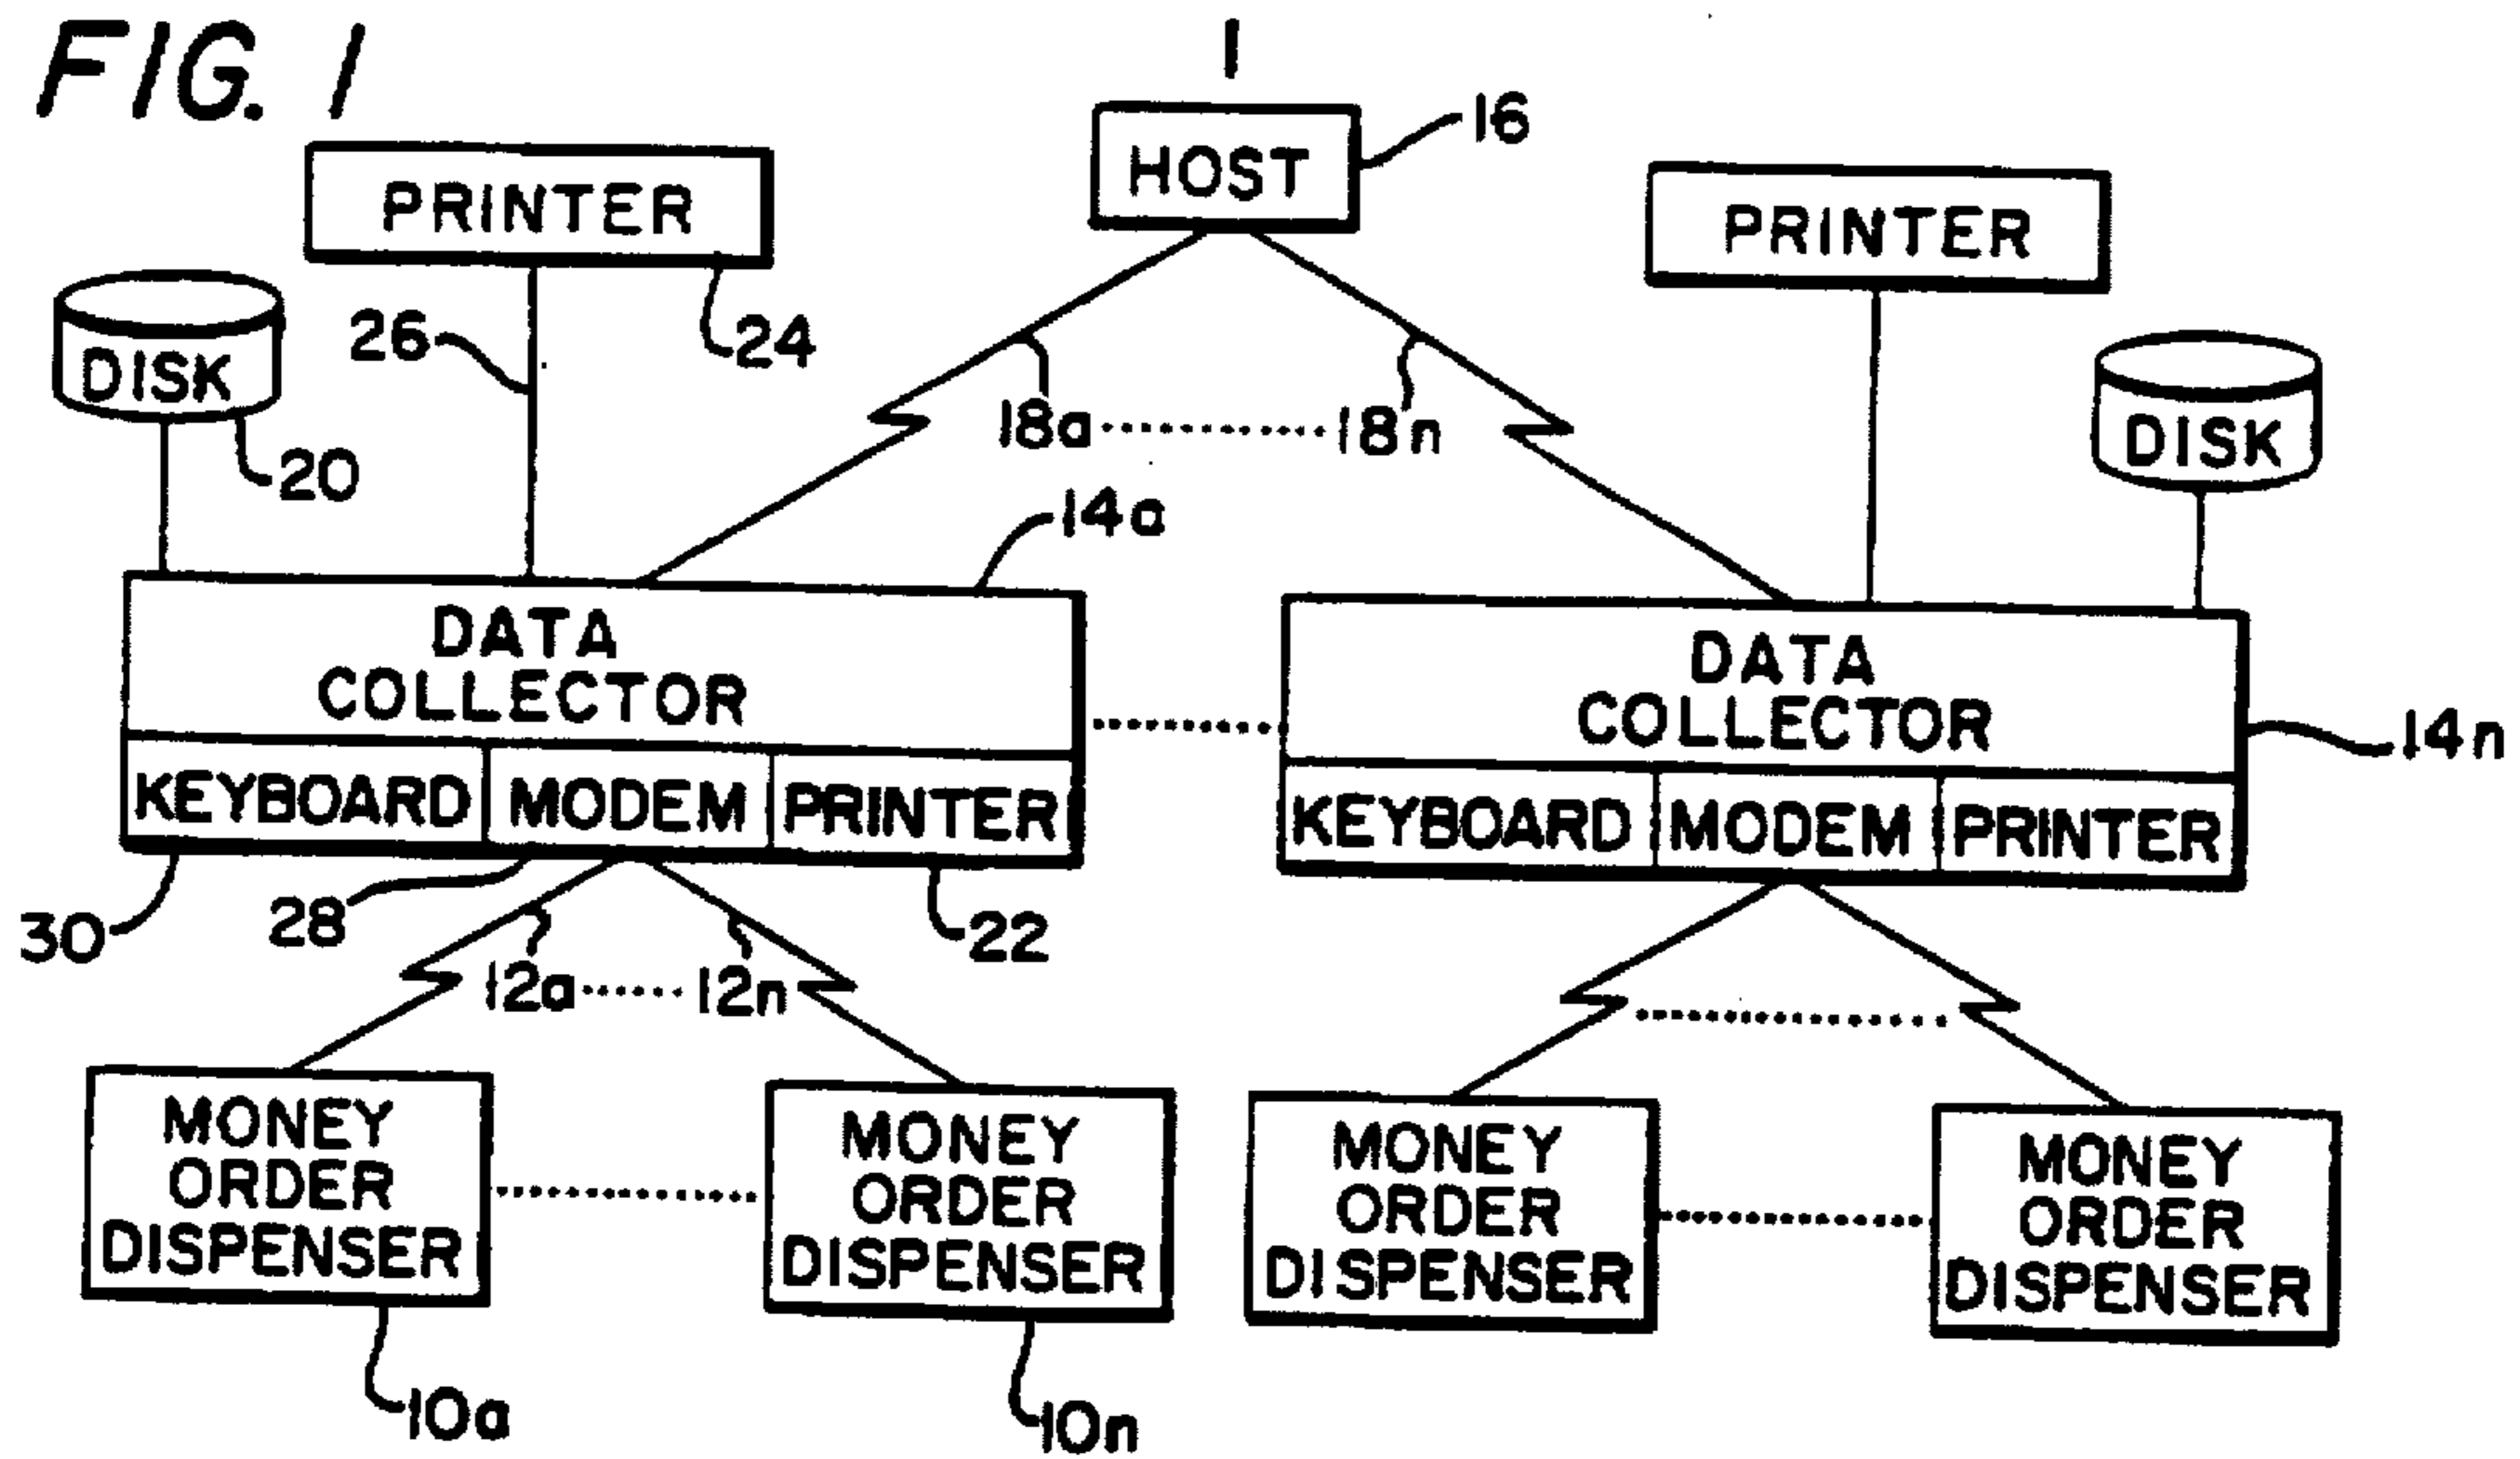 FIG. 1
1
HOST
16
PRINTER
24
26
PRINTER
DISK
20
18a
18n
DISK
14a
DATA
COLLECTOR
KEYBOARD
MODEM
PRINTER
30
28
22
DATA
COLLECTOR
KEYBOARD
MODEM
PRINTER
14n
12a
12n
MONEY
ORDER
DISPENSER
10a
MONEY
ORDER
DISPENSER
10n
MONEY
ORDER
DISPENSER
MONEY
ORDER
DISPENSER